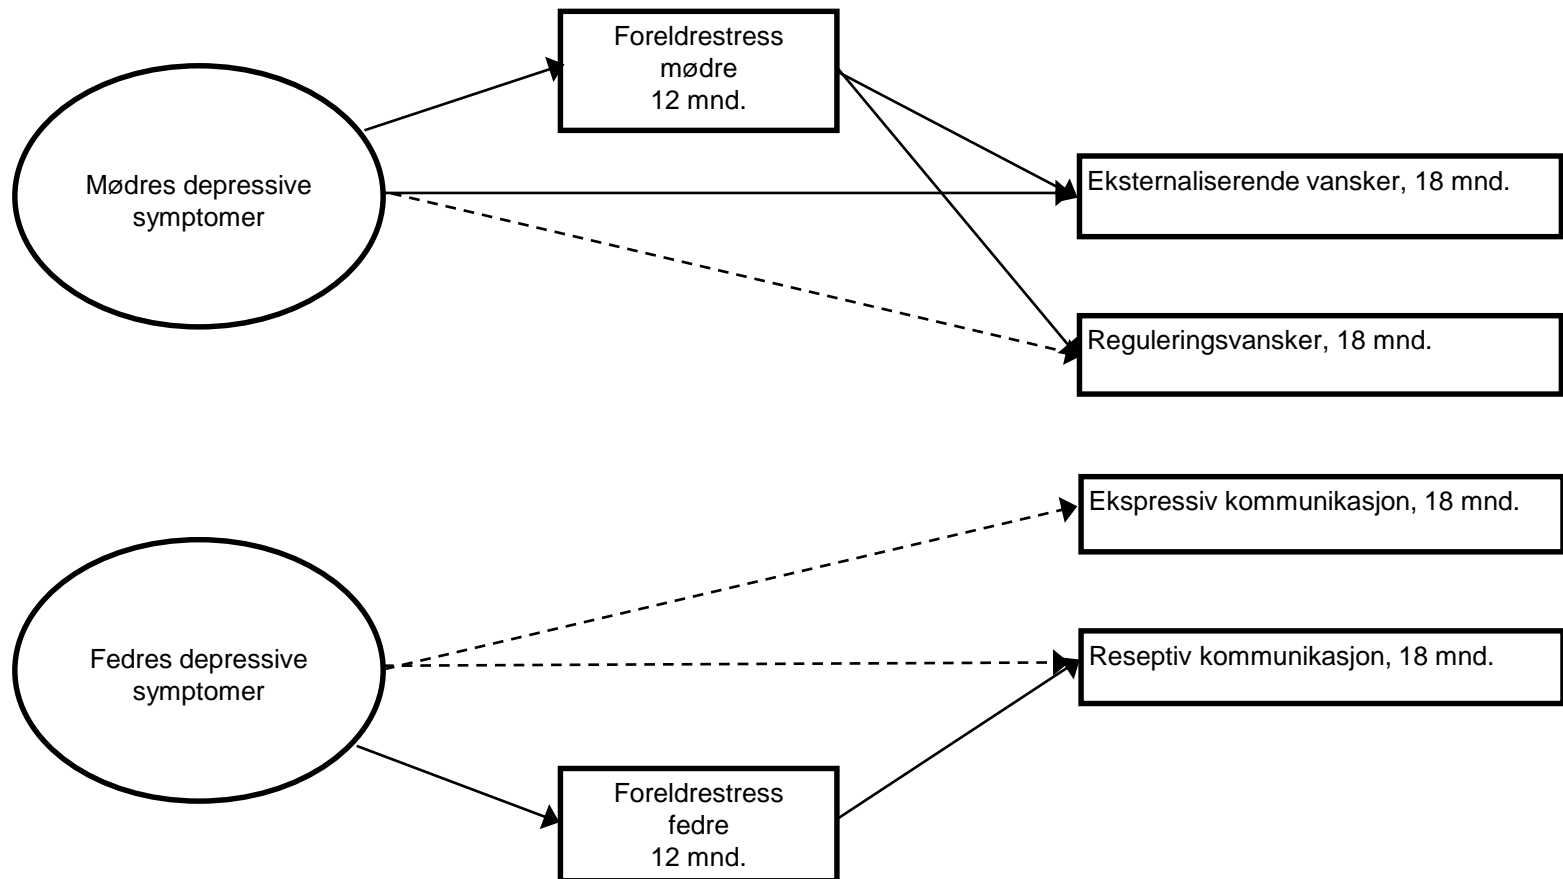 Foreldrestress
mødre
12 mnd.
Mødres depressive
symptomer
Eksternaliserende vansker, 18 mnd.
Reguleringsvansker, 18 mnd.
Ekspressiv kommunikasjon, 18 mnd.
Fedres depressive
symptomer
Reseptiv kommunikasjon, 18 mnd.
Foreldrestress
fedre
12 mnd.